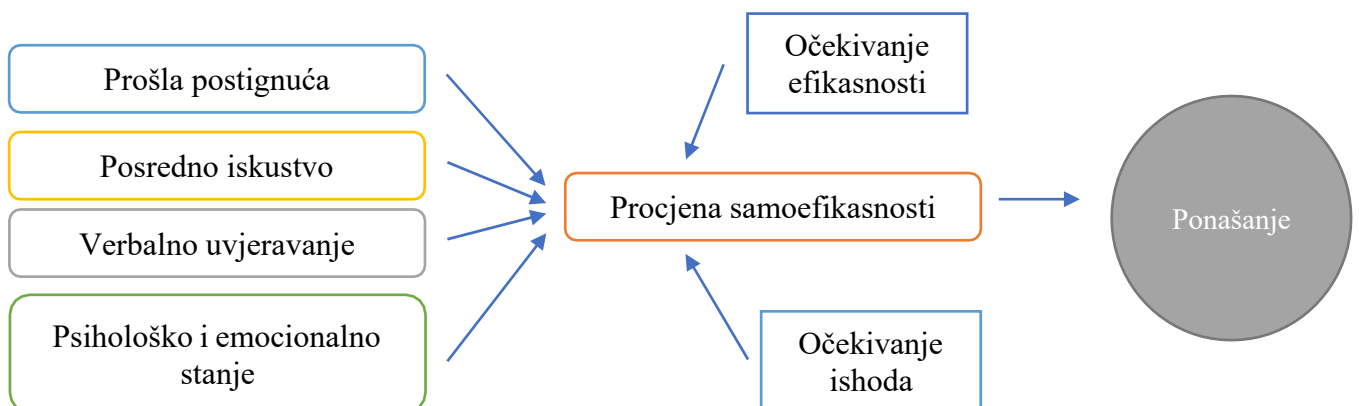 Prošla postignuća
Posredno iskustvo
Verbalno uvjeravanje
Psihološko i emocionalno
stanje
Očekivanje
efikasnosti
Procjena samoefikasnosti
Očekivanje
ishoda
Ponašanje